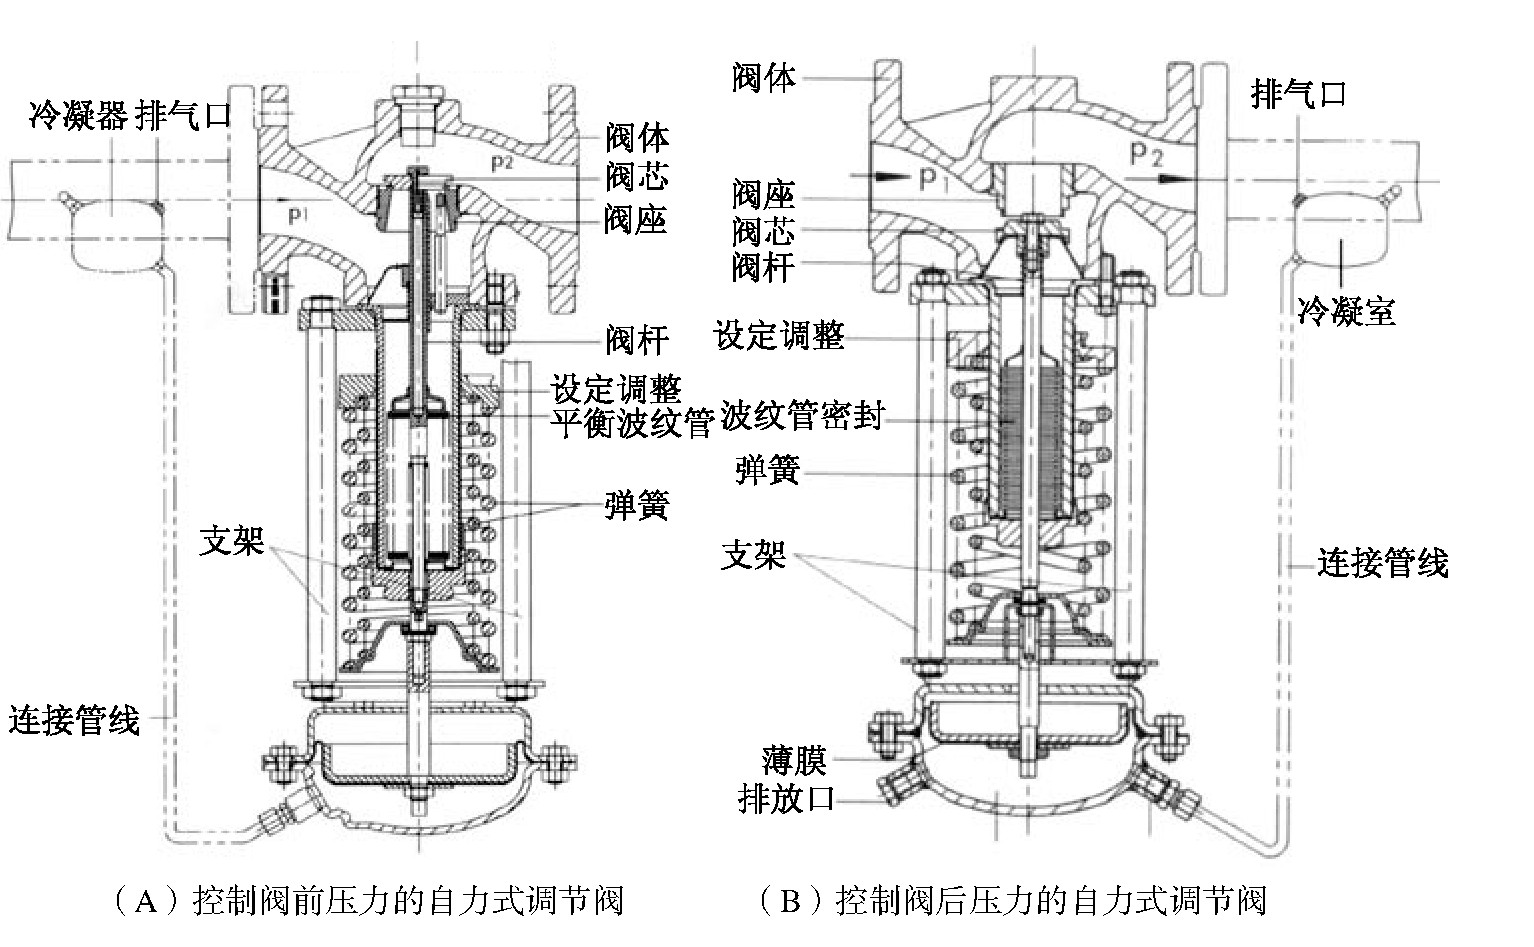 冷凝器 排气口
阀体
p2
阀芯
p1
阀座
阀杆
设定调整
平衡波纹管
弹簧
支架
连接管线
(A)控制阀前压力的自力式调节阀
阀体
排气口
p2
p1
阀座
阀芯
阀杆
冷凝室
设定调整
波纹管密封
弹簧
支架
连接管线
薄膜
排放口
(B)控制阀后压力的自力式调节阀